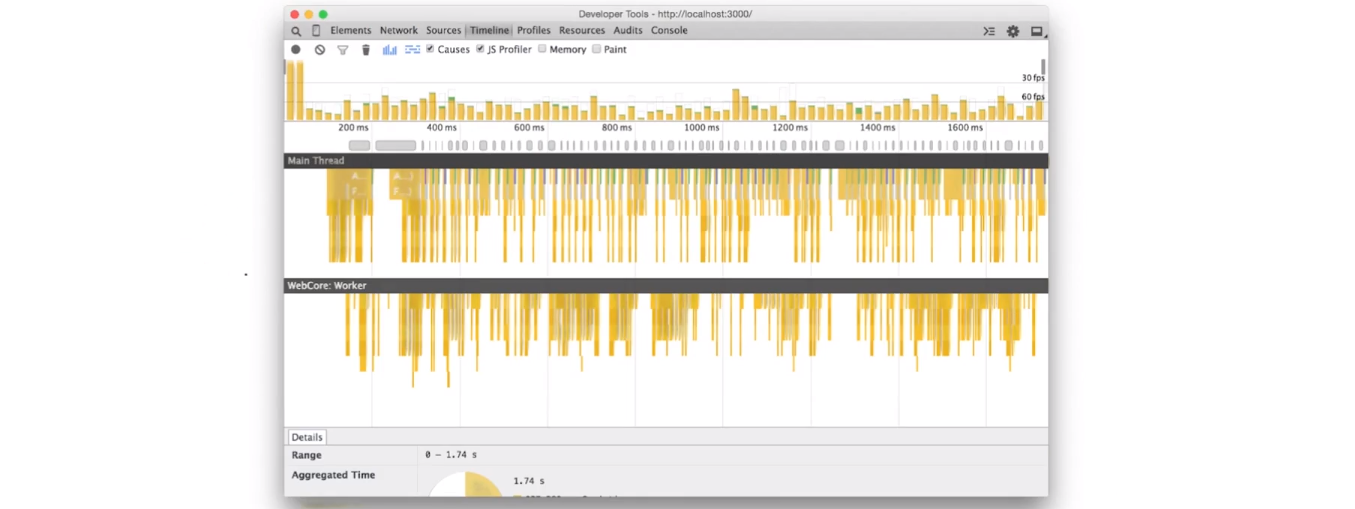 Developer Tools - http://localhost:3000/
Elements Network Sources Timeline Profiles Resources Audits Console
Causes JS Profiler Memory Paint
30 fps
60 fps
200 ms 400 ms 600 ms 800 ms 1000 ms 1200 ms 1400 ms 1600 ms
Main Thread
A... A...)
F... F...)
WebCore: Worker
Details
Range 0 – 1.74 s
Aggregated Time
1.74 s